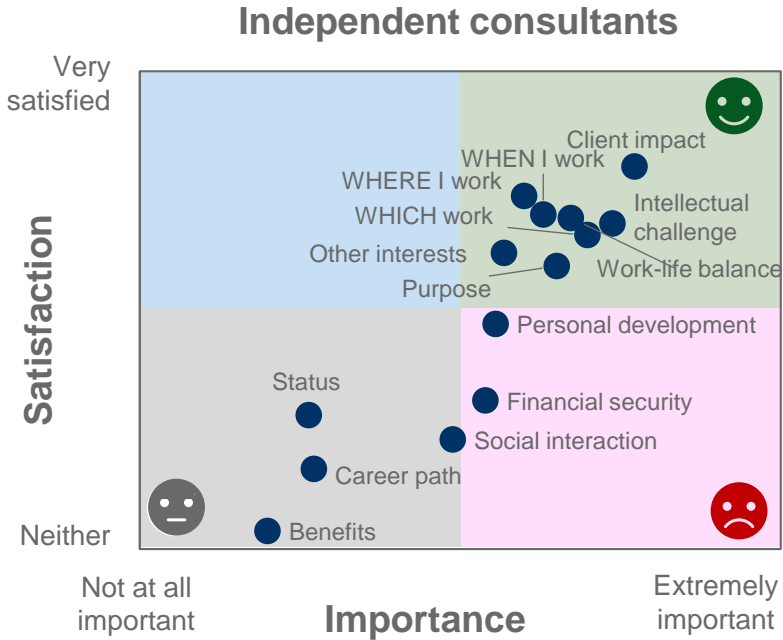 Independent consultants
Very
satisfied
Client impact
WHEN I work
WHERE I work
WHICH work
Intellectual
challenge
Other interests
Work-life balance
Purpose
Personal development
Status
Financial security
Social interaction
Career path
Benefits
Neither
Satisfaction
Not at all
important
Importance
Extremely
important